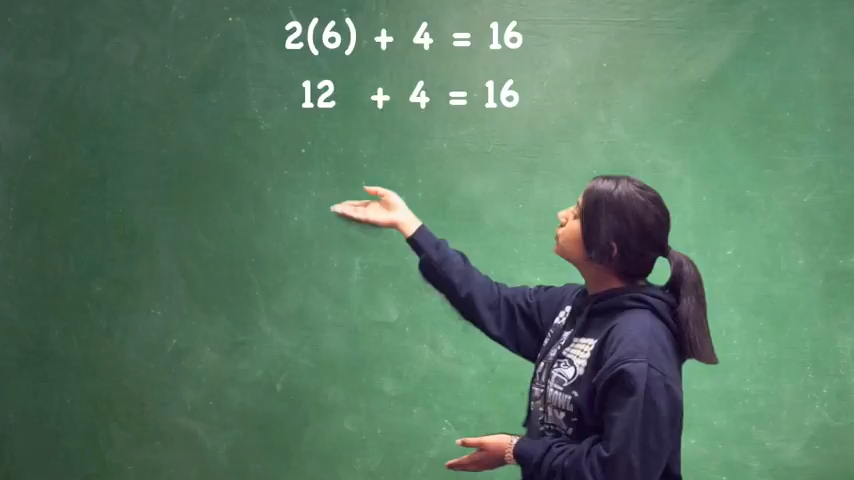 2(6) + 4 = 16
12 + 4 = 16